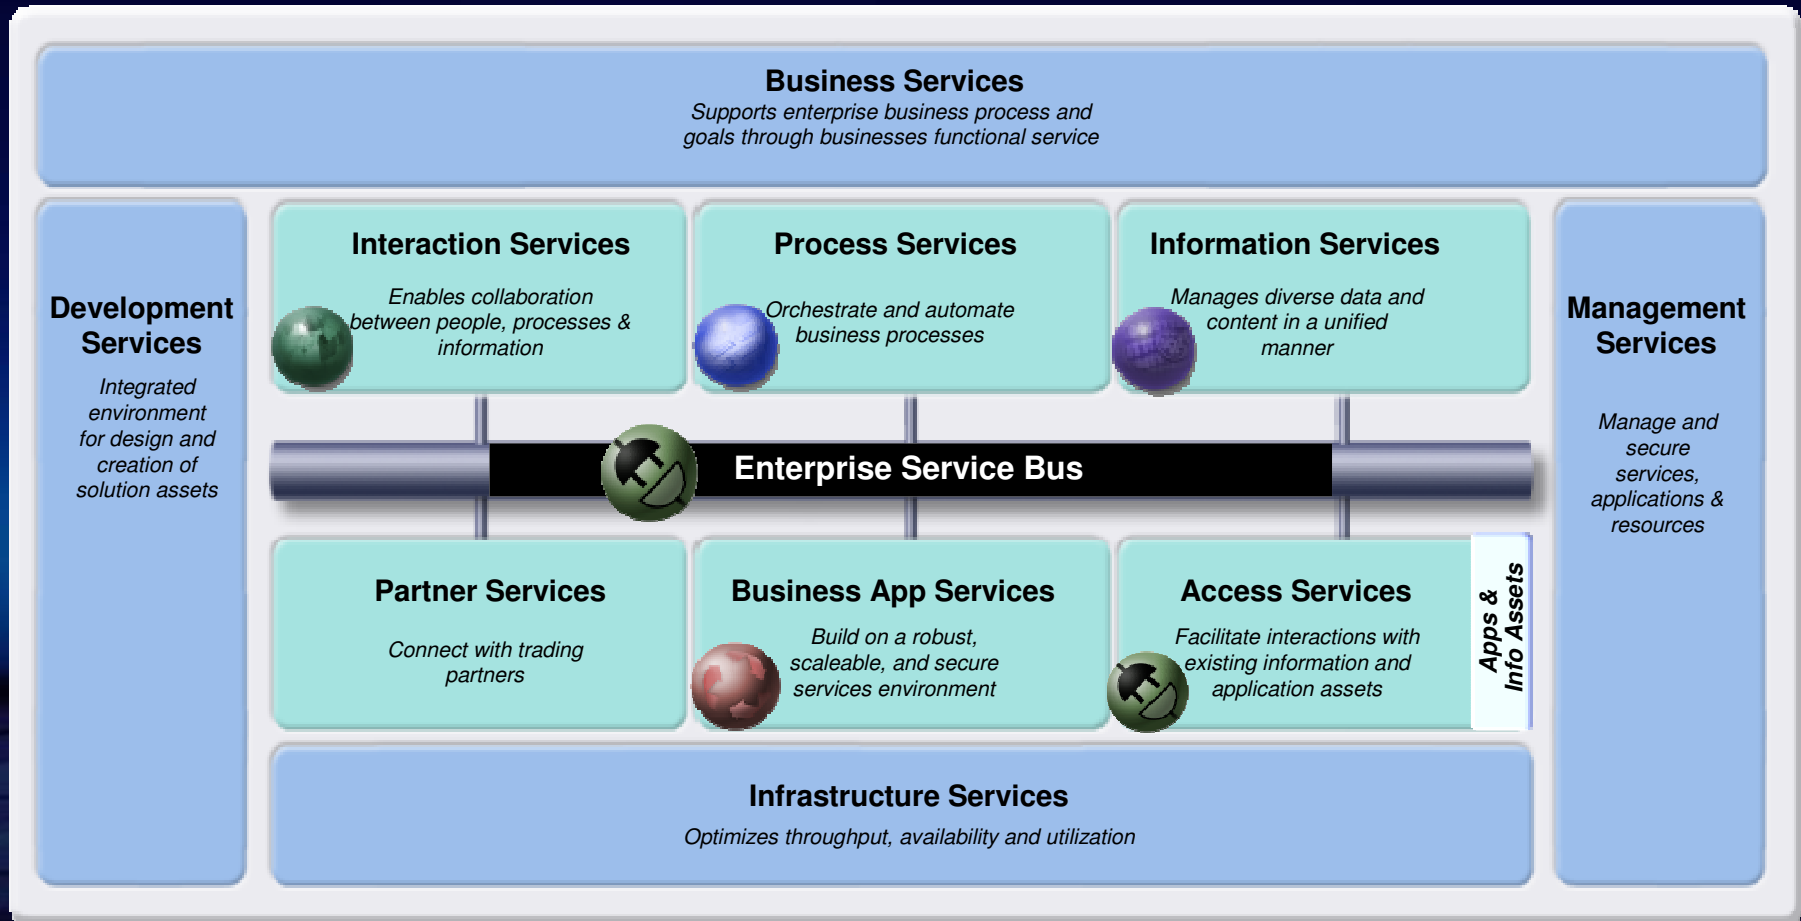 Business Services
Supports enterprise business process and
goals through businesses functional service
Development
Services
Integrated
environment
for design and
creation of
solution assets
Interaction Services
Enables collaboration
between people, processes &
information
Process Services
Orchestrate and automate
business processes
Information Services
Manages diverse data and
content in a unified
manner
Management
Services
Manage and
secure
services,
applications &
resources
Enterprise Service Bus
Partner Services
Connect with trading
partners
Business App Services
Build on a robust,
scaleable, and secure
services environment
Access Services
Facilitate interactions with
existing information and
application assets
Apps &
Info Assets
Infrastructure Services
Optimizes throughput, availability and utilization